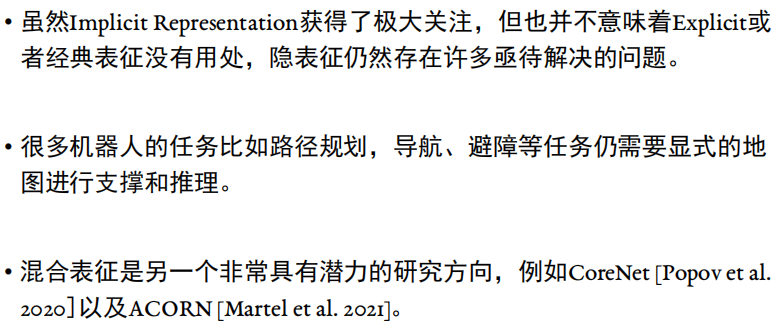 • 虽然Implicit Representation获得了极大关注，但也并不意味着Explicit或
者经典表征没有用处，隐表征仍然存在许多亟待解决的问题。
• 很多机器人的任务比如路径规划，导航、避障等任务仍需要显式的地
图进行支撑和推理。
• 混合表征是另一个非常具有潜力的研究方向，例如CoreNet [Popov et al.
2020]以及ACORN [Martel et al. 2021]。